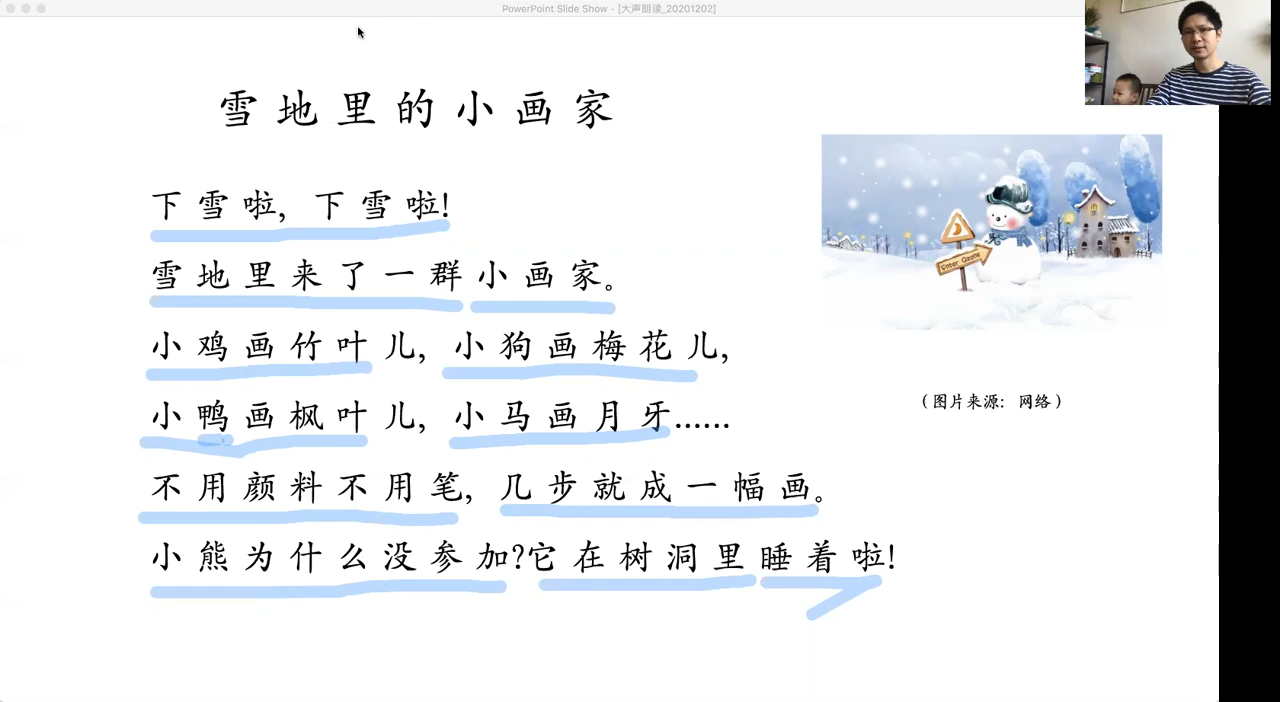 PowerPoint Slide Show - [大声朗读_20201202]
雪地里的小画家
下雪啦，下雪啦！
雪地里来了一群小画家。
小鸡画竹叶儿，小狗画梅花儿，
小鸭画枫叶儿，小马画月牙……
不用颜料不用笔，几步就成一幅画。
小熊为什么没参加？它在树洞里睡着啦！
Enter Qzone
（图片来源：网络）